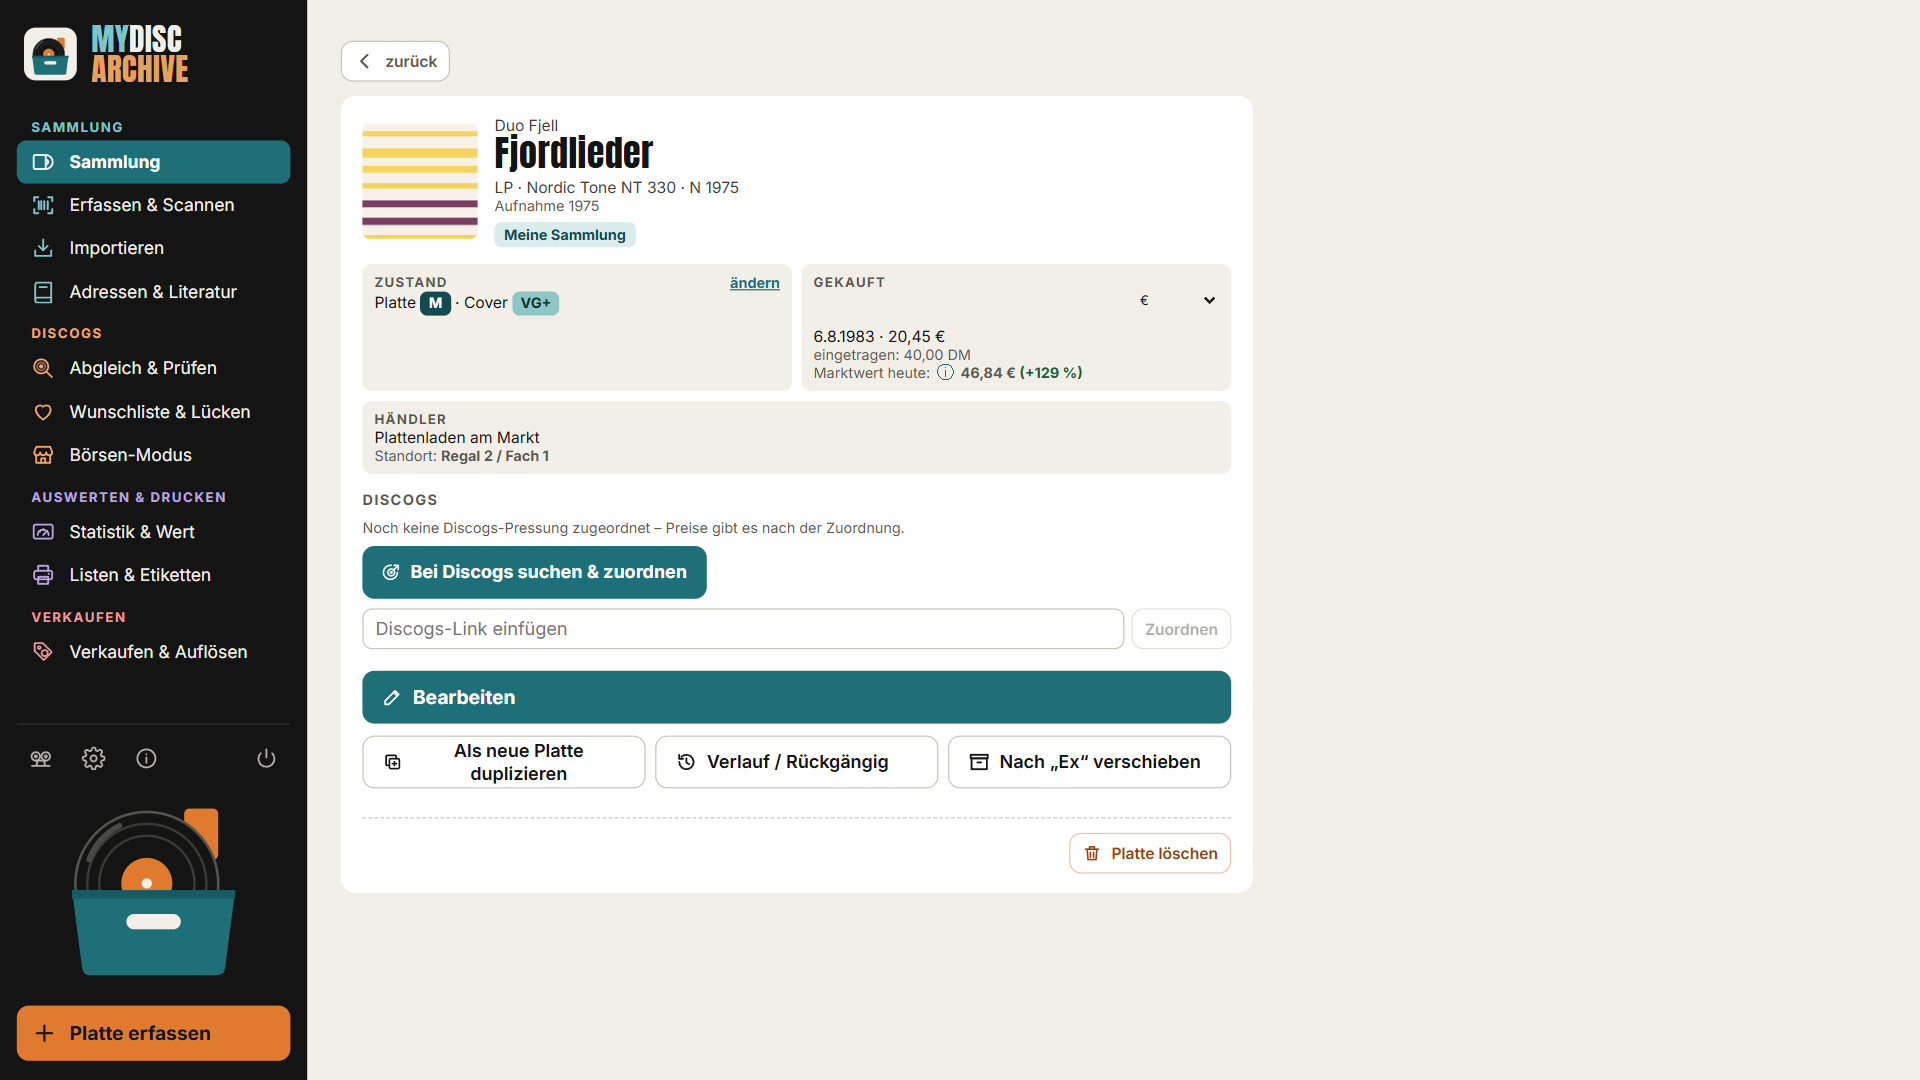 MYDISC
ARCHIVE
SAMMLUNG
Sammlung
Erfassen & Scannen
Importieren
Adressen & Literatur
DISCOGS
Abgleich & Prüfen
Wunschliste & Lücken
Börsen-Modus
AUSWERTEN & DRUCKEN
Statistik & Wert
Listen & Etiketten
VERKAUFEN
Verkaufen & Auflösen
Platte erfassen
zurück
Duo Fjell
Fjordlieder
LP · Nordic Tone NT 330 · N 1975
Aufnahme 1975
Meine Sammlung
ZUSTAND
ändern
Platte M · Cover VG+
GEKAUFT
€
6.8.1983 · 20,45 €
eingetragen: 40,00 DM
Marktwert heute: 46,84 € (+129 %)
HÄNDLER
Plattenladen am Markt
Standort: Regal 2 / Fach 1
DISCOGS
Noch keine Discogs-Pressung zugeordnet – Preise gibt es nach der Zuordnung.
Bei Discogs suchen & zuordnen
Discogs-Link einfügen
Zuordnen
Bearbeiten
Als neue Platte
duplizieren
Verlauf / Rückgängig
Nach „Ex“ verschieben
Platte löschen